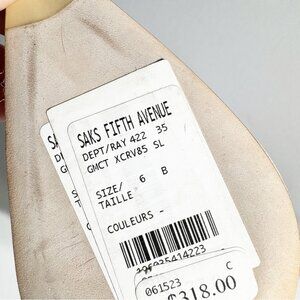 SAKS FIFTH AVENUE
DEPT/RAY 422 35
GMCT XCRV85 SL
SIZE/ 6 B
TAILLE
COULEURS -
061523 C
$318.00